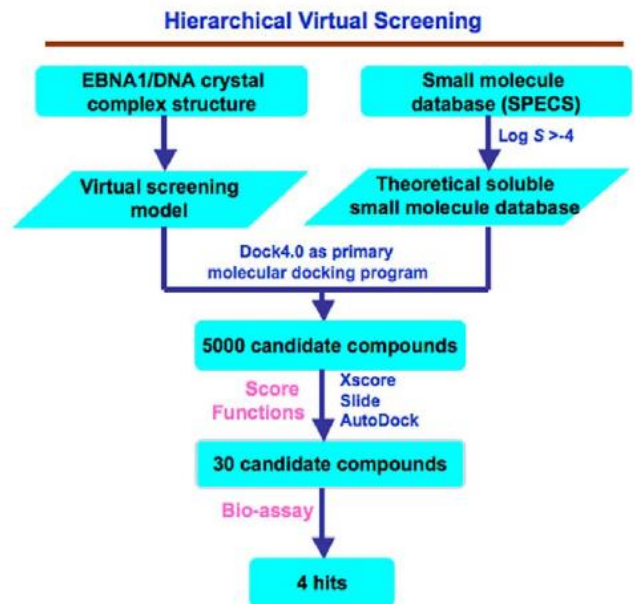 Hierarchical Virtual Screening
EBNA1/DNA crystal
complex structure
Small molecule
database (SPECS)
Log S >-4
Virtual screening
model
Theoretical soluble
small molecule database
Dock4.0 as primary
molecular docking program
5000 candidate compounds
Score
Functions
Xscore
Slide
AutoDock
30 candidate compounds
Bio-assay
4 hits